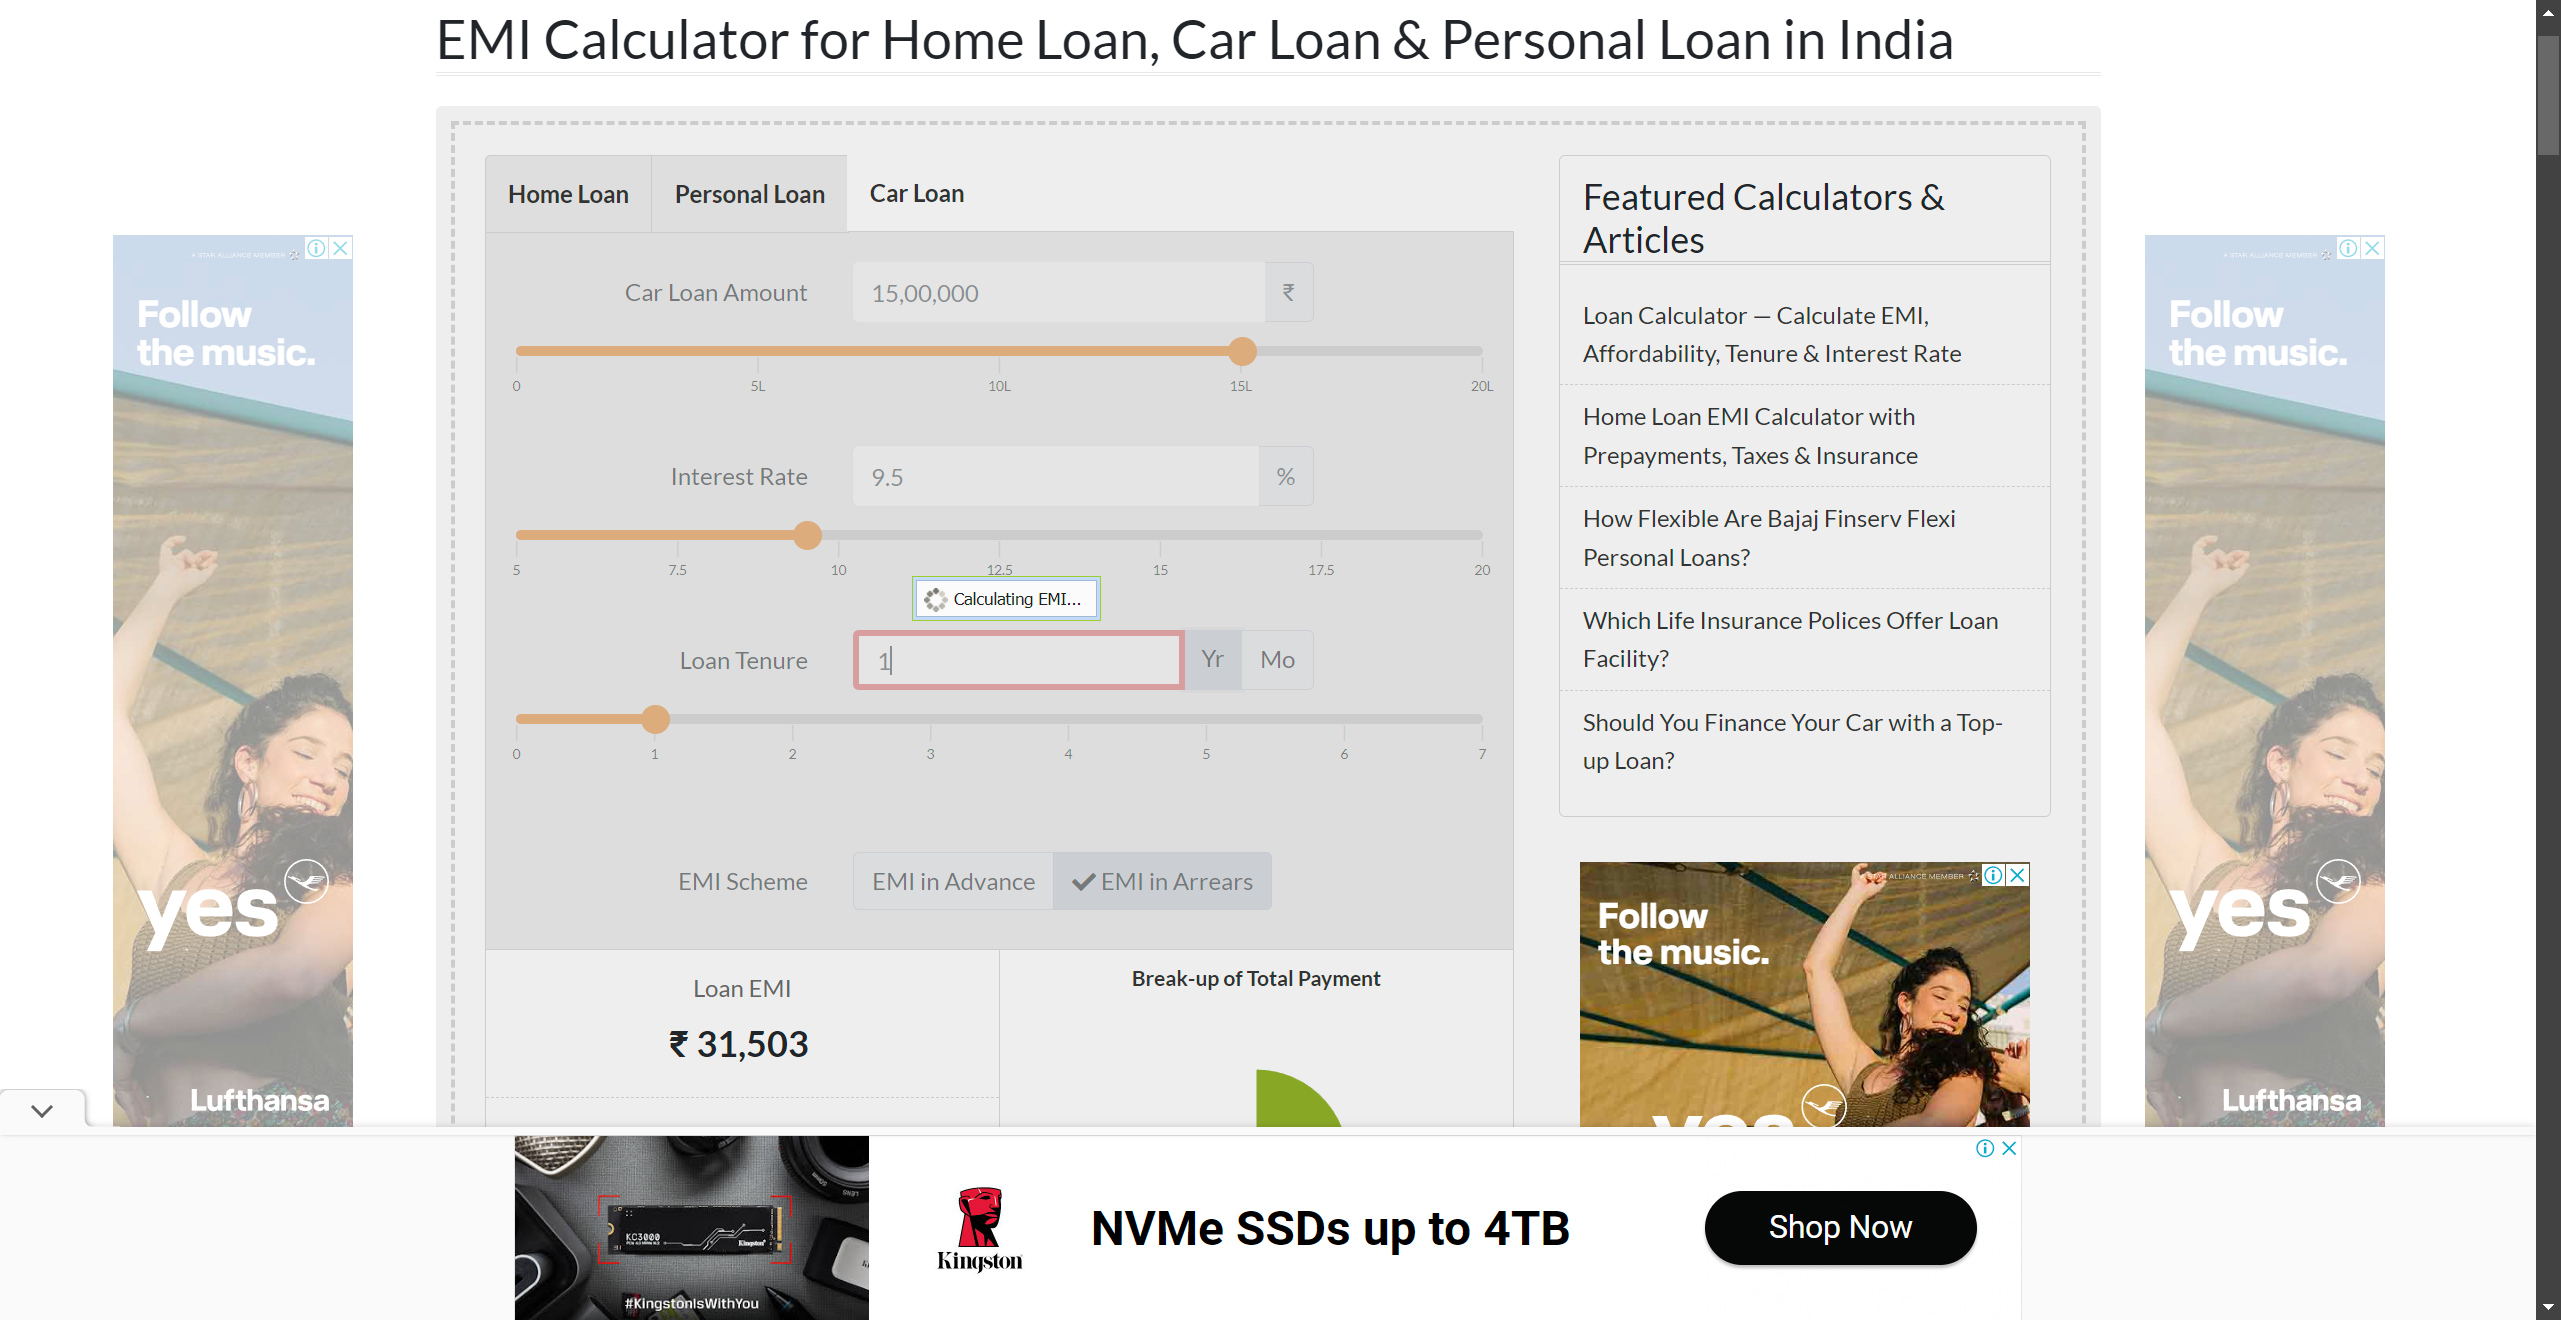 EMI Calculator for Home Loan, Car Loan & Personal Loan in India
Home Loan
Personal Loan
Car Loan
Car Loan Amount
15,00,000
₹
0
5L
10L
15L
20L
Interest Rate
9.5
%
5
7.5
10
12.5
15
17.5
20
Calculating EMI...
Loan Tenure
1
Yr
Mo
0
1
2
3
4
5
6
7
EMI Scheme
EMI in Advance
EMI in Arrears
Loan EMI
₹ 31,503
Break-up of Total Payment
Featured Calculators &
Articles
Loan Calculator — Calculate EMI,
Affordability, Tenure & Interest Rate
Home Loan EMI Calculator with
Prepayments, Taxes & Insurance
How Flexible Are Bajaj Finserv Flexi
Personal Loans?
Which Life Insurance Polices Offer Loan
Facility?
Should You Finance Your Car with a Top-
up Loan?
A STAR ALLIANCE MEMBER
Follow
the music.
yes
Lufthansa
A STAR ALLIANCE MEMBER
Follow
the music.
yes
Lufthansa
STAR ALLIANCE MEMBER
Follow
the music.
yes
KC3000
Kingston
#KingstonIsWithYou
Kingston
NVMe SSDs up to 4TB
Shop Now